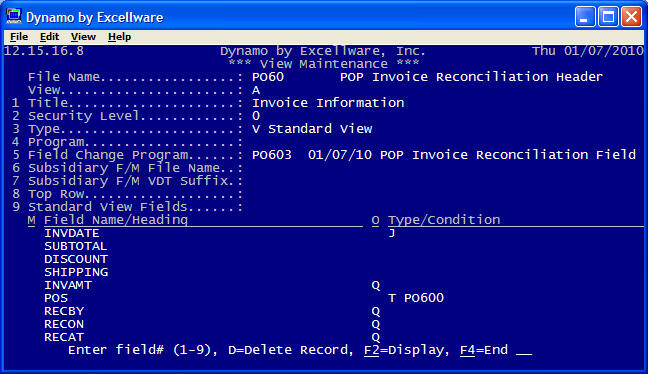 Dynamo by Excellware
File Edit View Help
12.15.16.8 Dynamo by Excellware, Inc. Thu 01/07/2010
*** View Maintenance ***
File Name.................: PO60 POP Invoice Reconciliation Header
View......................: A
1 Title.....................: Invoice Information
2 Security Level............: 0
3 Type......................: V Standard View
4 Program...................:
5 Field Change Program......: PO603 01/07/10 POP Invoice Reconciliation Field
6 Subsidiary F/M File Name..:
7 Subsidiary F/M VDT Suffix.:
8 Top Row...................:
9 Standard View Fields......:
M Field Name/Heading O Type/Condition
INVDATE J
SUBTOTAL
DISCOUNT
SHIPPING
INVAMT Q
POS T PO600
RECBY Q
RECON Q
RECAT Q
Enter field# (1-9), D=Delete Record, F2=Display, F4=End __